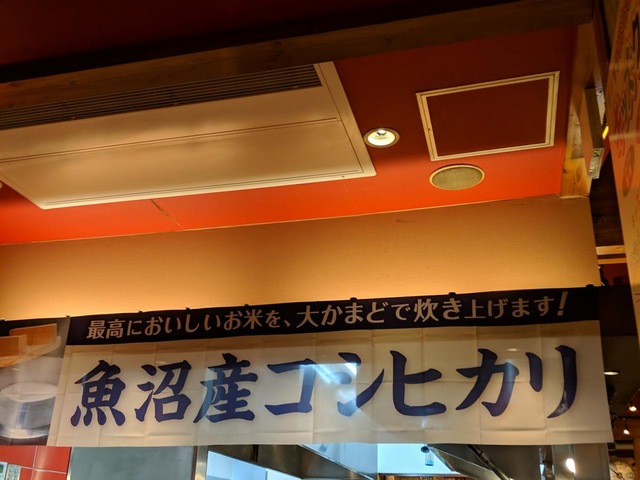 最高においしいお米を、大かまどで炊き上げます!
魚沼産コシヒカリ